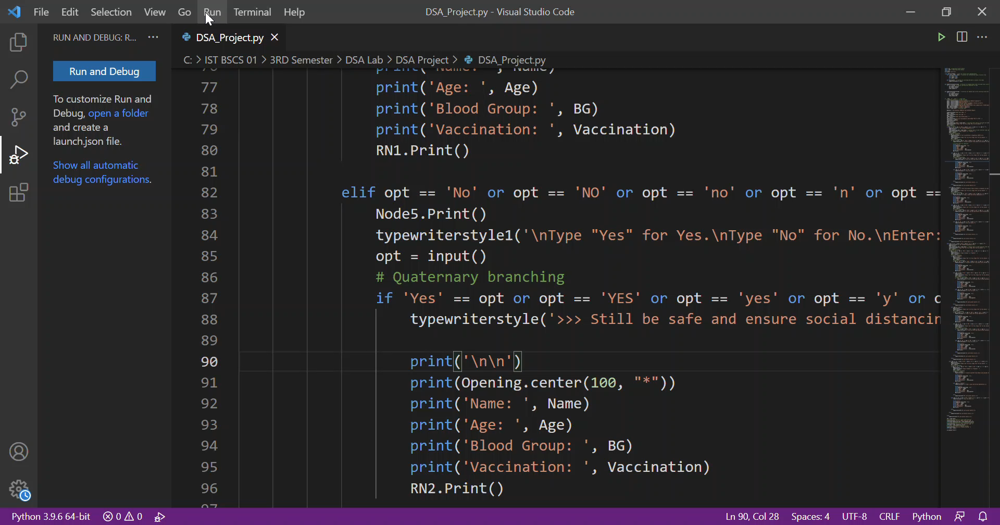 File Edit Selection View Go Run Terminal Help
DSA_Project.py - Visual Studio Code
RUN AND DEBUG: R... ...
DSA_Project.py
Run and Debug
To customize Run and
Debug, open a folder
and create a
launch.json file.
Show all automatic
debug configurations.
C: > IST BSCS 01 > 3RD Semester > DSA Lab > DSA Project > DSA_Project.py
76 print('Name: ', Name)
77 print('Age: ', Age)
78 print('Blood Group: ', BG)
79 print('Vaccination: ', Vaccination)
80 RN1.Print()
81
82 elif opt == 'No' or opt == 'NO' or opt == 'no' or opt == 'n' or opt ==
83 Node5.Print()
84 typewriterstyle1('\nType "Yes" for Yes.\nType "No" for No.\nEnter:
85 opt = input()
86 # Quaternary branching
87 if 'Yes' == opt or opt == 'YES' or opt == 'yes' or opt == 'y' or
88 typewriterstyle('>>> Still be safe and ensure social distancin
89
90 print('\n\n')
91 print(Opening.center(100, "*"))
92 print('Name: ', Name)
93 print('Age: ', Age)
94 print('Blood Group: ', BG)
95 print('Vaccination: ', Vaccination)
96 RN2.Print()
97
Python 3.9.6 64-bit 0 0 Ln 90, Col 28 Spaces: 4 UTF-8 CRLF Python